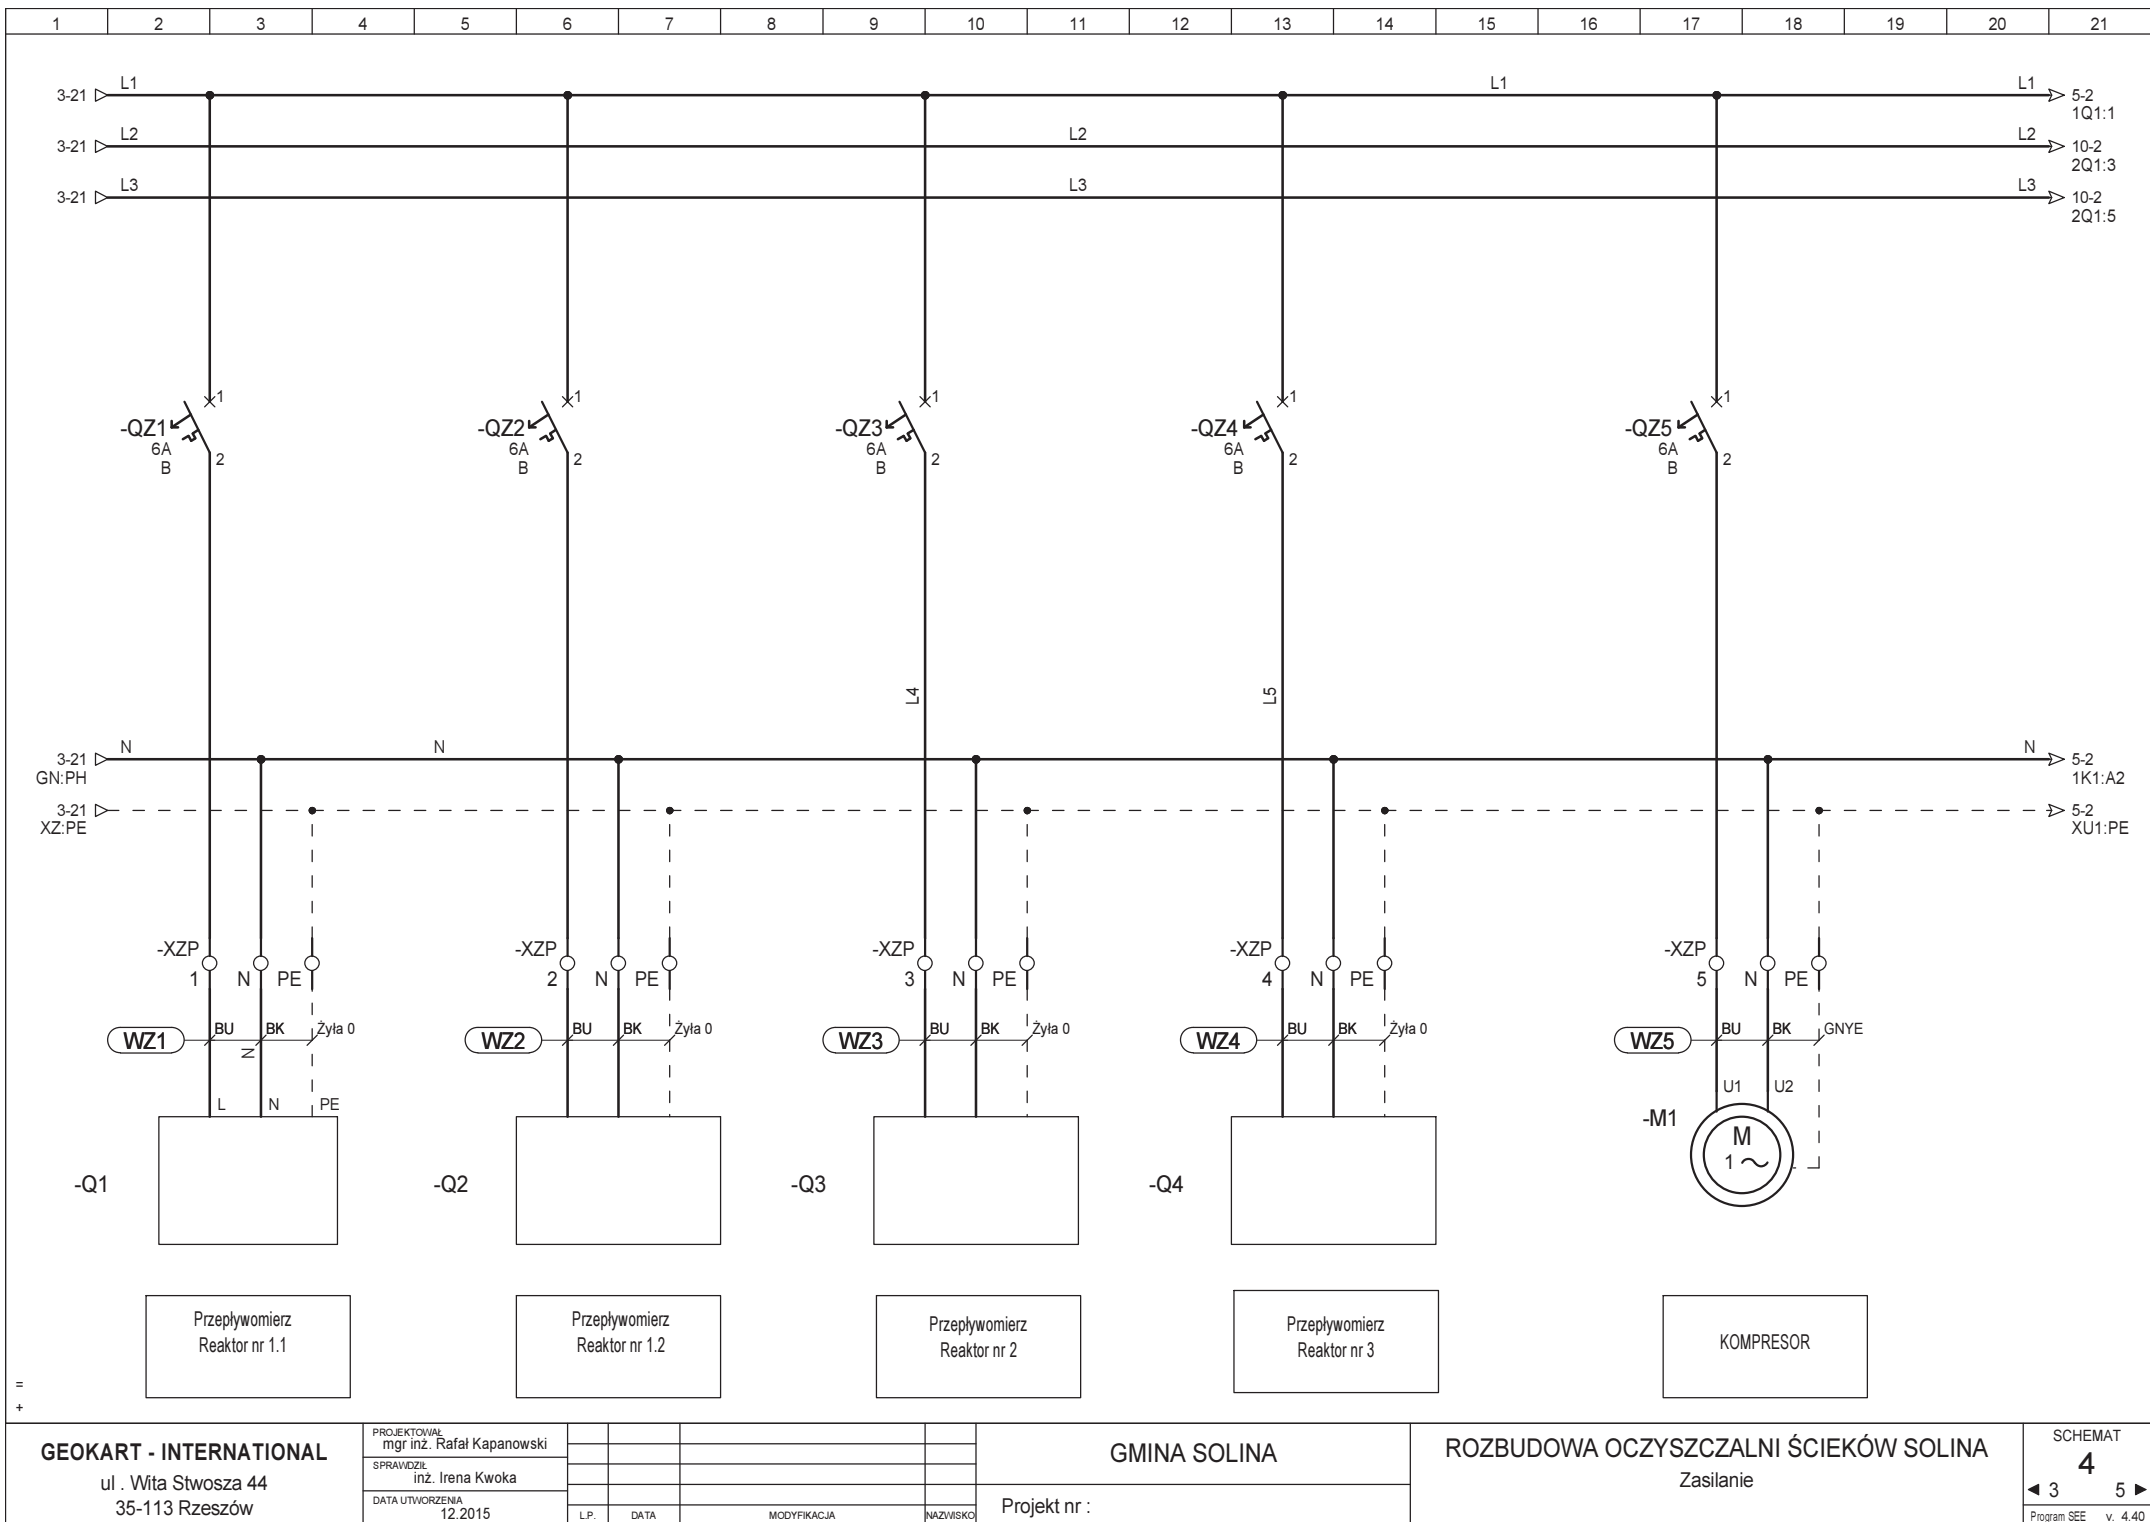 1 2 3 4 5 6 7 8 9 10 11 12 13 14 15 16 17 18 19 20 21
3-21 L1 L1 L1 5-2
1Q1:1
3-21 L2 L2 L2 10-2
2Q1:3
3-21 L3 L3 L3 10-2
2Q1:5
1 1 1 1 1
-QZ1 -QZ2 -QZ3 -QZ4 -QZ5
6A 6A 6A 6A 6A
B 2 B 2 B 2 B 2 B 2
L4 L5
3-21 N N N 5-2
GN:PH 1K1:A2
3-21 5-2
XZ:PE XU1:PE
-XZP -XZP -XZP -XZP -XZP
1 N PE 2 N PE 3 N PE 4 N PE 5 N PE
WZ1 BU BK Żyła 0 WZ2 BU BK Żyła 0 WZ3 BU BK Żyła 0 WZ4 BU BK Żyła 0 WZ5 BU BK GNYE
N
U1 U2
L N PE
-M1 M
1
-Q1 -Q2 -Q3 -Q4
Przepływomierz
Reaktor nr 1.1
Przepływomierz
Reaktor nr 1.2
Przepływomierz
Reaktor nr 2
Przepływomierz
Reaktor nr 3
KOMPRESOR
=
+
GEOKART - INTERNATIONAL
ul . Wita Stwosza 44
35-113 Rzeszów
PROJEKTOWAŁ
mgr inż. Rafał Kapanowski
SPRAWDZIŁ
inż. Irena Kwoka
DATA UTWORZENIA
12.2015
L.P. DATA MODYFIKACJA NAZWISKO
GMINA SOLINA
Projekt nr :
ROZBUDOWA OCZYSZCZALNI ŚCIEKÓW SOLINA
Zasilanie
SCHEMAT
4
3 5
Program SEE v. 4.40